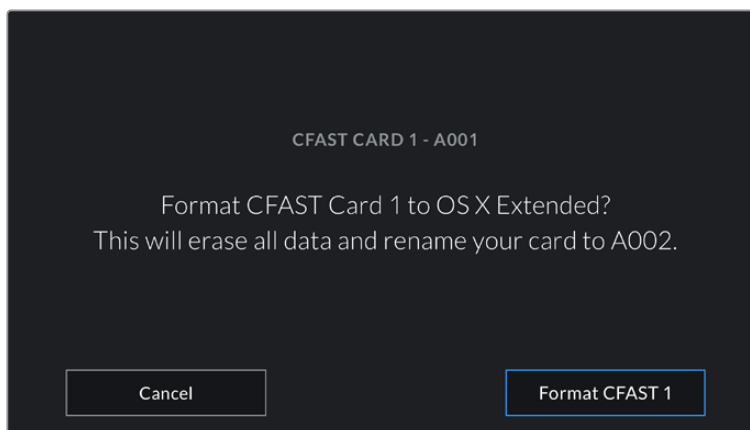 CFAST CARD 1 - A001
Format CFAST Card 1 to OS X Extended?
This will erase all data and rename your card to A002.
Cancel
Format CFAST 1